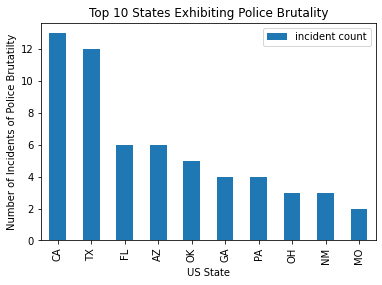 Top 10 States Exhibiting Police Brutality
incident count
Number of Incidents of Police Brutatilty
12
10
8
6
4
2
0
CA TX FL AZ OK GA PA OH NM MO
US State